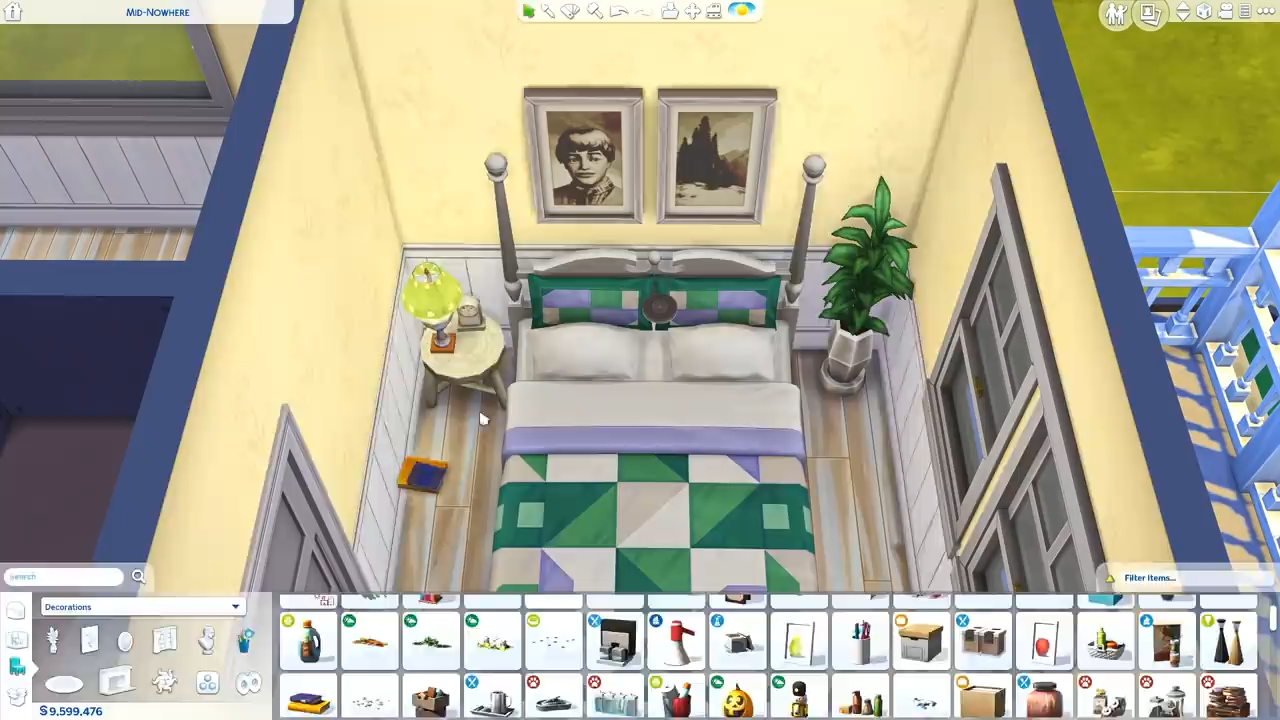 Mid-Nowhere
Search
Filter Items...
Decorations
§9,599,476